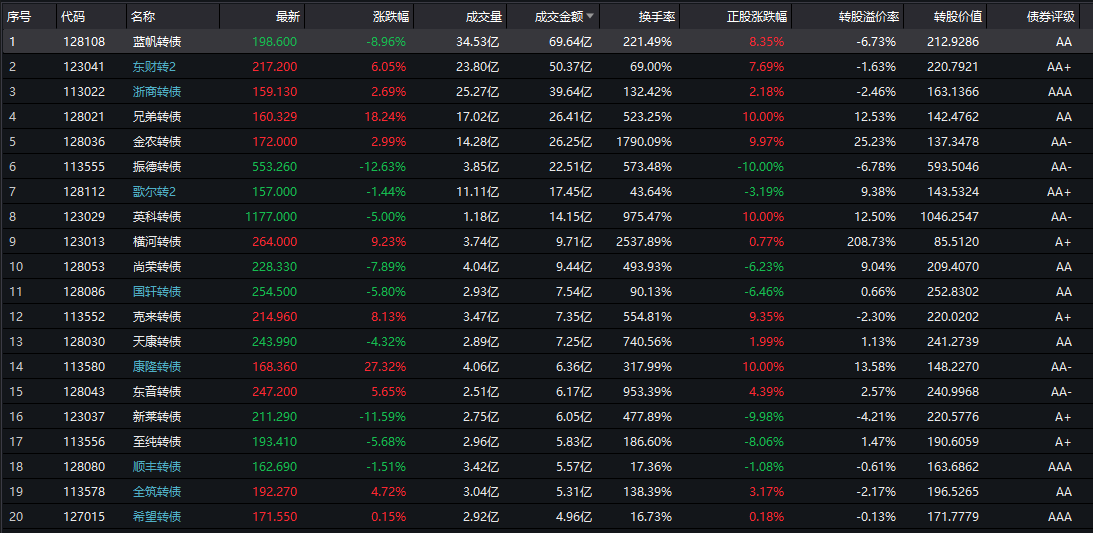 序号 代码 名称 最新 涨跌幅 成交量 成交金额 换手率 正股涨跌幅 转股溢价率 转股价值 债券评级
1 128108 蓝帆转债 198.600 -8.96% 34.53亿 69.64亿 221.49% 8.35% -6.73% 212.9286 AA
2 123041 东财转2 217.200 6.05% 23.80亿 50.37亿 69.00% 7.69% -1.63% 220.7921 AA+
3 113022 浙商转债 159.130 2.69% 25.27亿 39.64亿 132.42% 2.18% -2.46% 163.1366 AAA
4 128021 兄弟转债 160.329 18.24% 17.02亿 26.41亿 523.25% 10.00% 12.53% 142.4762 AA
5 128036 金农转债 172.000 2.99% 14.28亿 26.25亿 1790.09% 9.97% 25.23% 137.3478 AA-
6 113555 振德转债 553.260 -12.63% 3.85亿 22.51亿 573.48% -10.00% -6.78% 593.5046 AA-
7 128112 歌尔转2 157.000 -1.44% 11.11亿 17.45亿 43.64% -3.19% 9.38% 143.5324 AA+
8 123029 英科转债 1177.000 -5.00% 1.18亿 14.15亿 975.47% 10.00% 12.50% 1046.2547 AA-
9 123013 横河转债 264.000 9.23% 3.74亿 9.71亿 2537.89% 0.77% 208.73% 85.5120 A+
10 128053 尚荣转债 228.330 -7.89% 4.04亿 9.44亿 493.93% -6.23% 9.04% 209.4070 AA
11 128086 国轩转债 254.500 -5.80% 2.93亿 7.54亿 90.13% -6.46% 0.66% 252.8302 AA
12 113552 克来转债 214.960 8.13% 3.47亿 7.35亿 554.81% 9.35% -2.30% 220.0202 A+
13 128030 天康转债 243.990 -4.32% 2.89亿 7.25亿 740.56% 1.99% 1.13% 241.2739 AA
14 113580 康隆转债 168.360 27.32% 4.06亿 6.36亿 317.99% 10.00% 13.58% 148.2270 AA-
15 128043 东音转债 247.200 5.65% 2.51亿 6.17亿 953.39% 4.39% 2.57% 240.9968 AA-
16 123037 新莱转债 211.290 -11.59% 2.75亿 6.05亿 477.89% -9.98% -4.21% 220.5776 A+
17 113556 至纯转债 193.410 -5.68% 2.96亿 5.83亿 186.60% -8.06% 1.47% 190.6059 A+
18 128080 顺丰转债 162.690 -1.51% 3.42亿 5.57亿 17.36% -1.08% -0.61% 163.6862 AAA
19 113578 全筑转债 192.270 4.72% 3.04亿 5.31亿 138.39% 3.17% -2.17% 196.5265 AA
20 127015 希望转债 171.550 0.15% 2.92亿 4.96亿 16.73% 0.18% -0.13% 171.7779 AAA